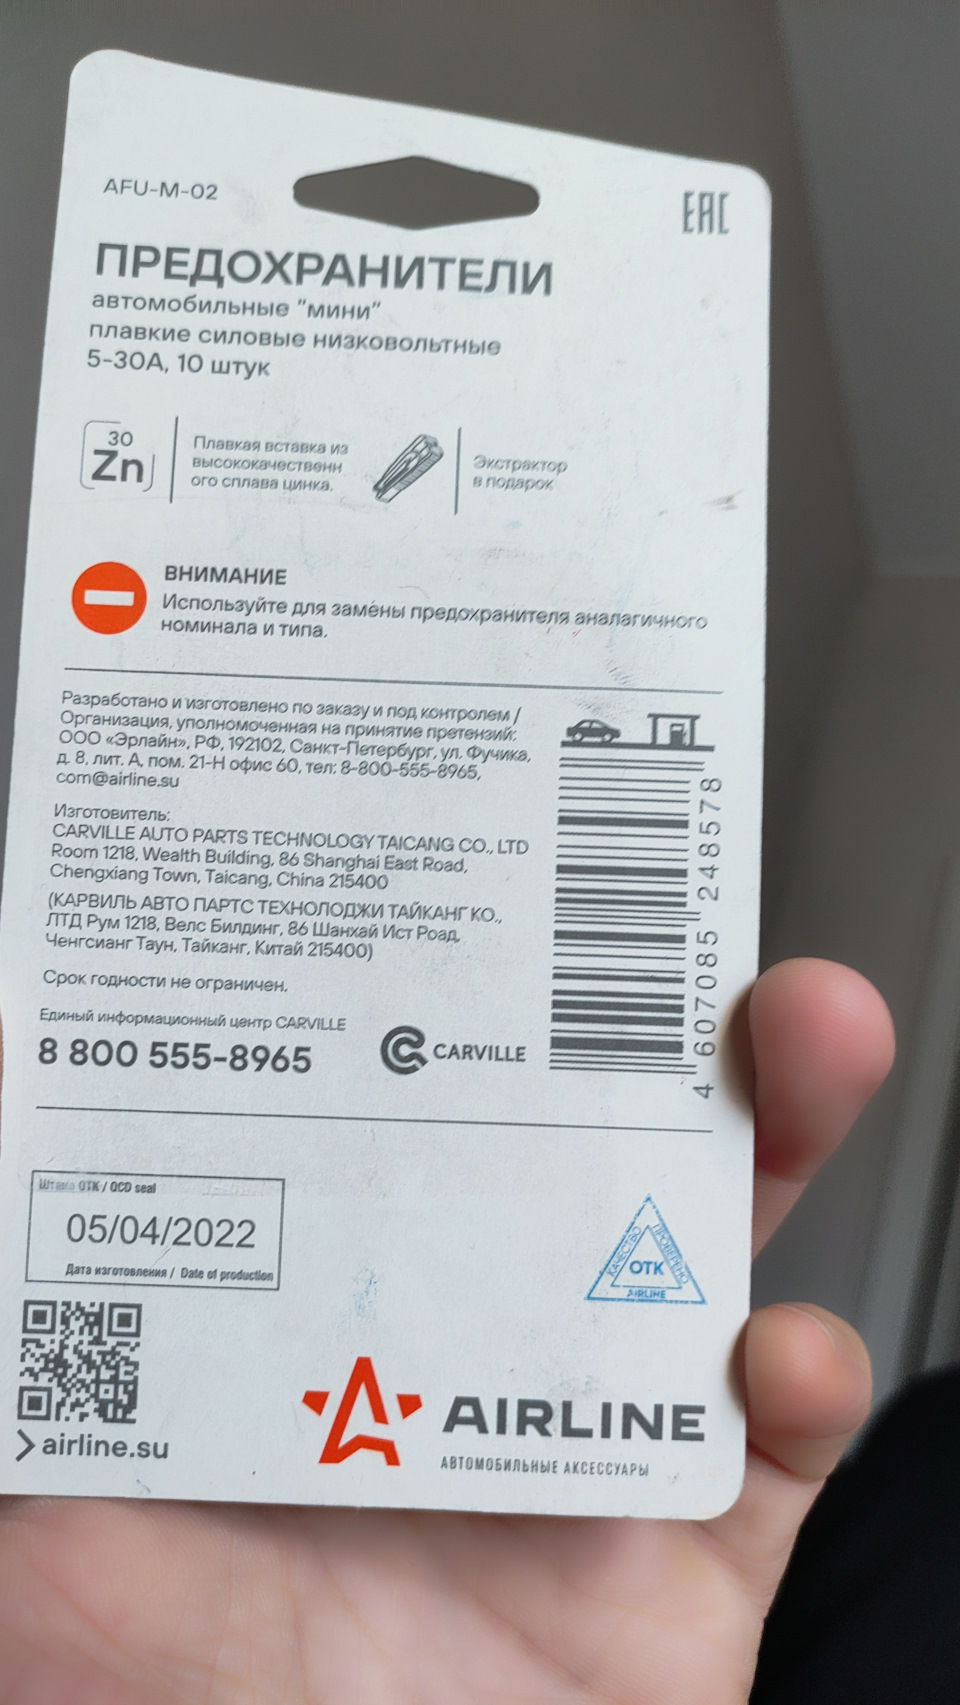 AFU-M-02
EAC
ПРЕДОХРАНИТЕЛИ
автомобильные "мини"
плавкие силовые низковольтные
5-30А, 10 штук
30
Zn
Плавкая вставка из
высококачественн
ого сплава цинка.
Экстрактор
в подарок
ВНИМАНИЕ
Используйте для замены предохранителя аналагичного
номинала и типа.
Разработано и изготовлено по заказу и под контролем /
Организация, уполномоченная на принятие претензий:
ООО «Эрлайн», РФ, 192102, Санкт-Петербург, ул. Фучика,
д. 8, лит. А, пом. 21-Н офис 60, тел: 8-800-555-8965,
com@airline.su
Изготовитель:
CARVILLE AUTO PARTS TECHNOLOGY TAICANG CO., LTD
Room 1218, Wealth Building, 86 Shanghai East Road,
Chengxiang Town, Taicang, China 215400
(КАРВИЛЬ АВТО ПАРТС ТЕХНОЛОДЖИ ТАЙКАНГ КО.,
ЛТД Рум 1218, Велс Билдинг, 86 Шанхай Ист Роад,
Ченгсианг Таун, Тайканг, Китай 215400)
Срок годности не ограничен.
Единый информационный центр CARVILLE
8 800 555-8965
CARVILLE
4 607085 248578
Штамп ОТК / QCD seal
05/04/2022
Дата изготовления / Date of production
КАЧЕСТВО
ПРОВЕРЕНО
ОТК
AIRLINE
airline.su
AIRLINE
АВТОМОБИЛЬНЫЕ АКСЕССУАРЫ